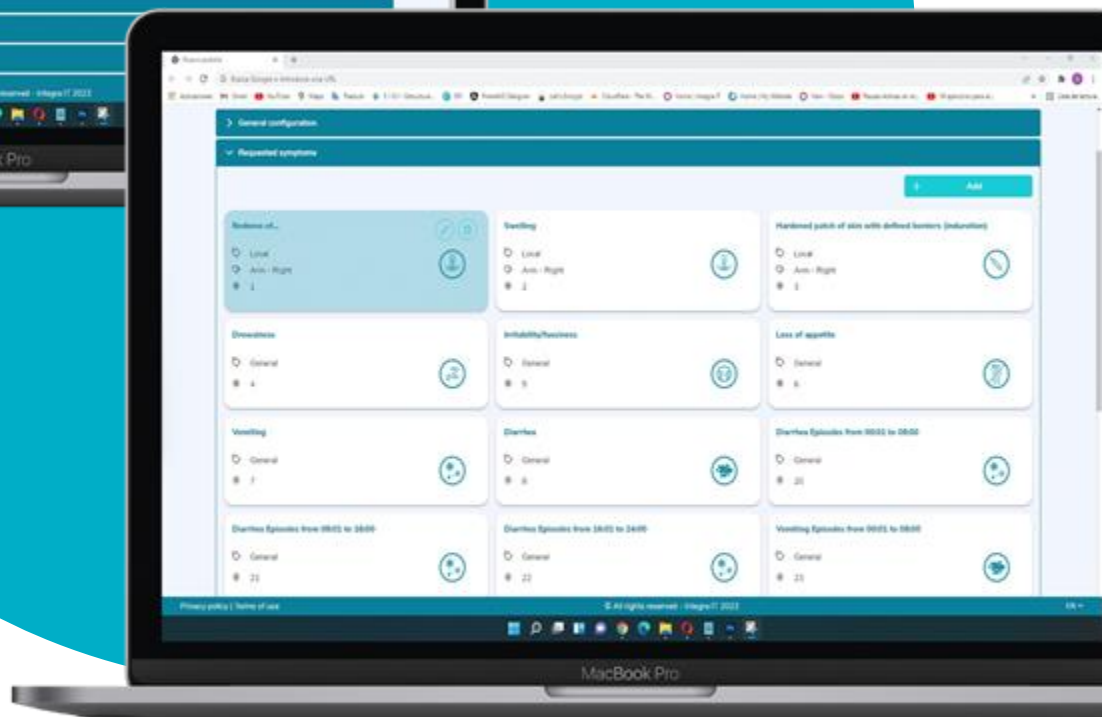 reserved - Integra IT 2023
k Pro
General configuration
Requested symptoms
+ Add
Redness of...
Local
Arm - Right
1
Swelling
Local
Arm - Right
2
Hardened patch of skin with defined borders (induration)
Local
Arm - Right
3
Drowsiness
General
4
Irritability/fussiness
General
5
Loss of appetite
General
6
Vomiting
General
7
Diarrhea
General
8
Diarrhea Episodes from 00:01 to 08:00
General
20
Diarrhea Episodes from 08:01 to 16:00
General
21
Diarrhea Episodes from 16:01 to 24:00
General
22
Vomiting Episodes from 00:01 to 08:00
General
23
Privacy policy | Terms of use
© All rights reserved - Integra IT 2023
EN
MacBook Pro